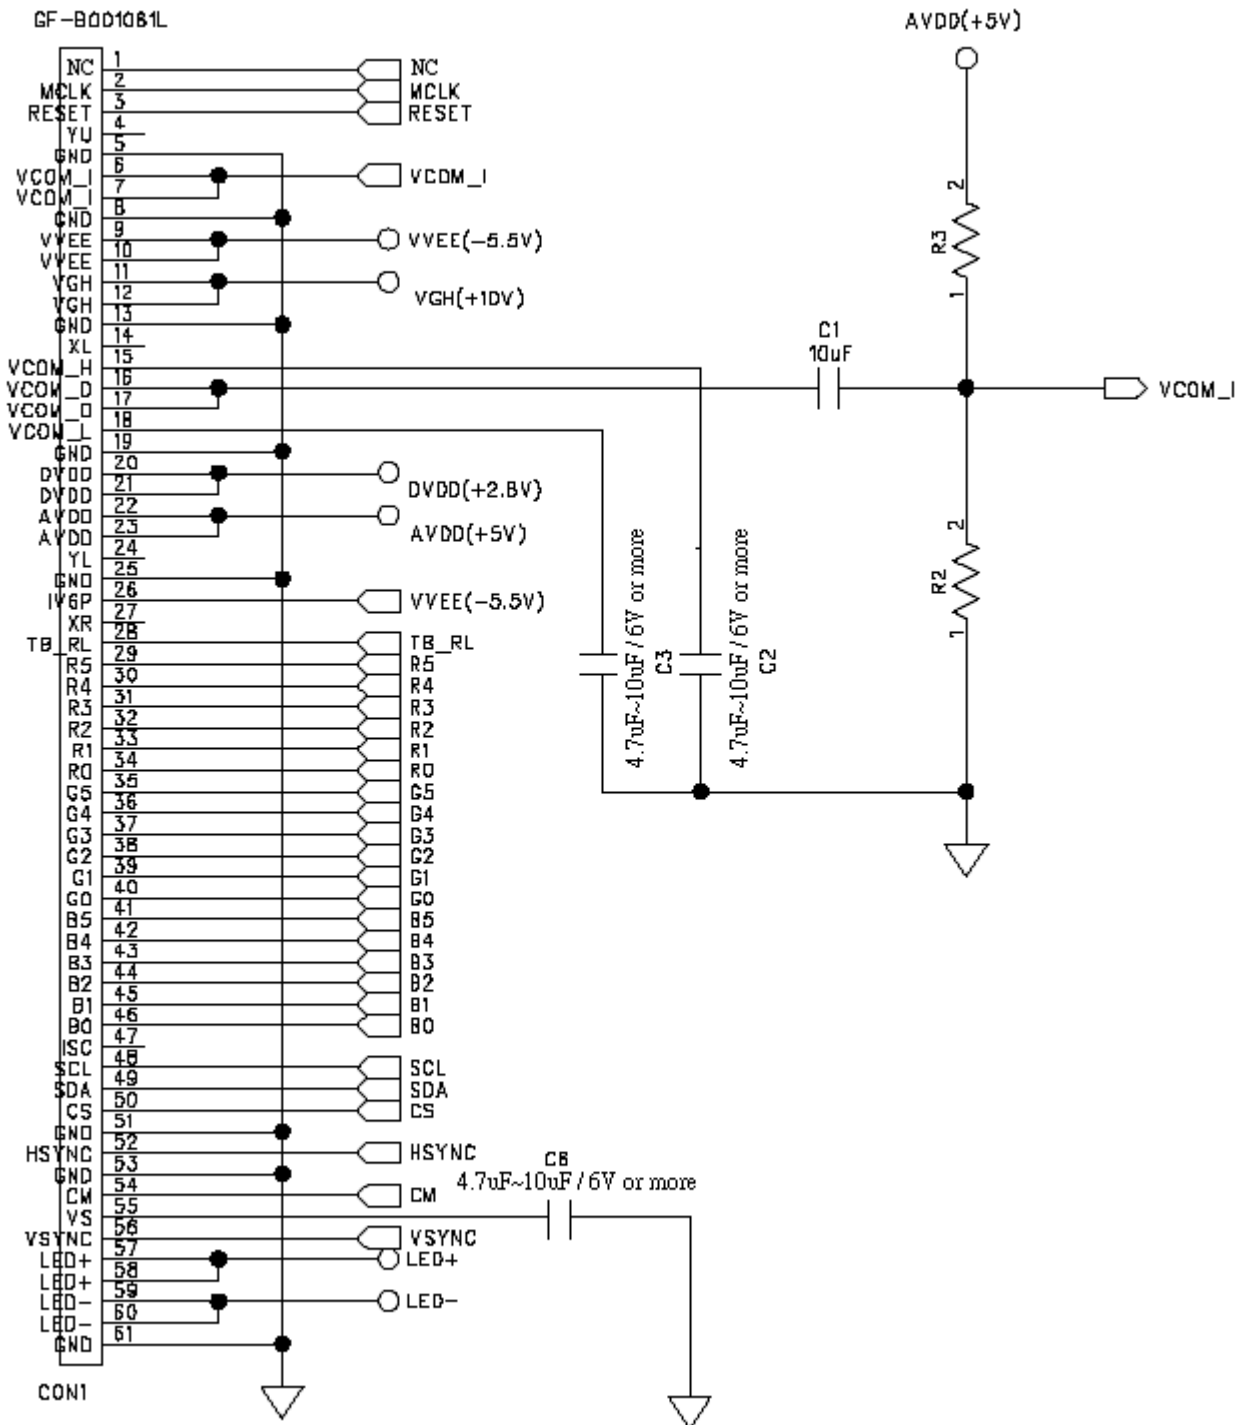 GF-BOD1061L
AVDD(+5V)
NC 1 NC
MCLK 2 MCLK
RESET 3 RESET
YU 4
GND 5
VCOM_I 6 VCOM_I
VCOM_I 7
GND 8
VVEE 9 VVEE(-5.5V)
VVEE 10
VGH 11 VGH(+10V)
VGH 12
GND 13
XL 14
VCOM_H 15
VCOM_O 16
VCOM_O 17
VCOM_L 18
GND 19
DVDD 20 DVDD(+2.8V)
DVDD 21
AVDD 22 AVDD(+5V)
AVDD 23
YL 24
GND 25
IV6P 26 VVEE(-5.5V)
XR 27
TB_RL 28 TB_RL
R5 29 R5
R4 30 R4
R3 31 R3
R2 32 R2
R1 33 R1
R0 34 R0
G5 35 G5
G4 36 G4
G3 37 G3
G2 38 G2
G1 39 G1
G0 40 G0
B5 41 B5
B4 42 B4
B3 43 B3
B2 44 B2
B1 45 B1
B0 46 B0
ISC 47
SCL 48 SCL
SDA 49 SDA
CS 50 CS
GND 51
HSYNC 52 HSYNC
GND 53
CM 54 CM
VS 55
VSYNC 56 VSYNC
LED+ 57 LED+
LED+ 58
LED- 59 LED-
LED- 60
GND 61
CON1
2
R3
1
C1
10uF
VCOM_I
2
R2
1
4.7uF~10uF / 6V or more
C3
4.7uF~10uF / 6V or more
C2
C6
4.7uF~10uF / 6V or more